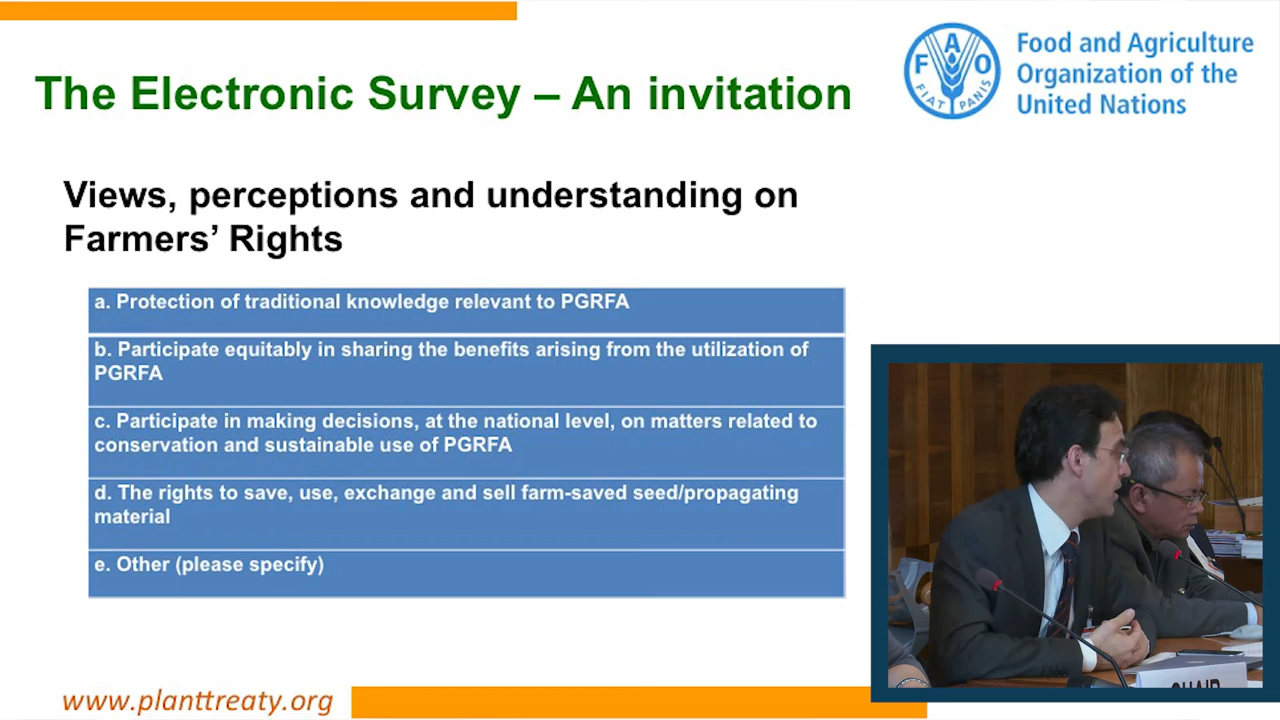 The Electronic Survey – An invitation
F A O
FIAT PANIS
Food and Agriculture
Organization of the
United Nations
Views, perceptions and understanding on
Farmers’ Rights
a. Protection of traditional knowledge relevant to PGRFA
b. Participate equitably in sharing the benefits arising from the utilization of
PGRFA
c. Participate in making decisions, at the national level, on matters related to
conservation and sustainable use of PGRFA
d. The rights to save, use, exchange and sell farm-saved seed/propagating
material
e. Other (please specify)
CHAIR
www.planttreaty.org